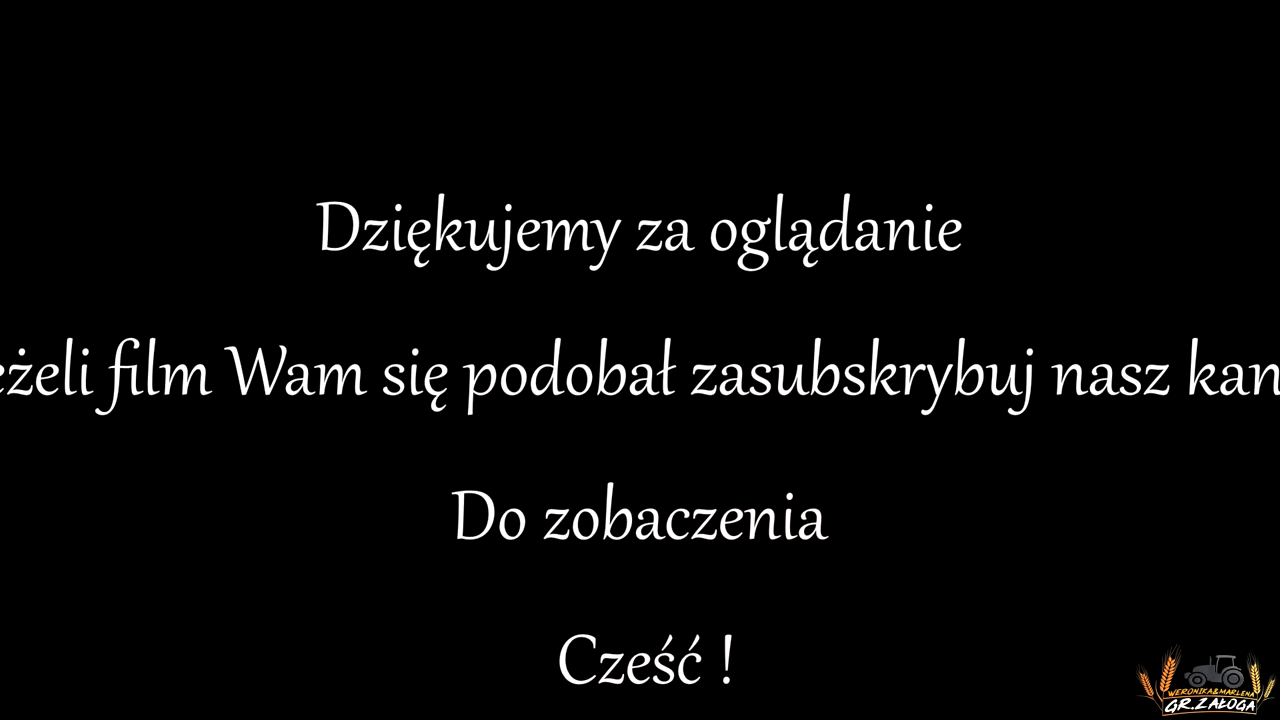 Dziękujemy za oglądanie
eżeli film Wam się podobał zasubskrybuj nasz kan
Do zobaczenia
Cześć !
WERONIKA&MARLENA
GR.ZAŁOGA